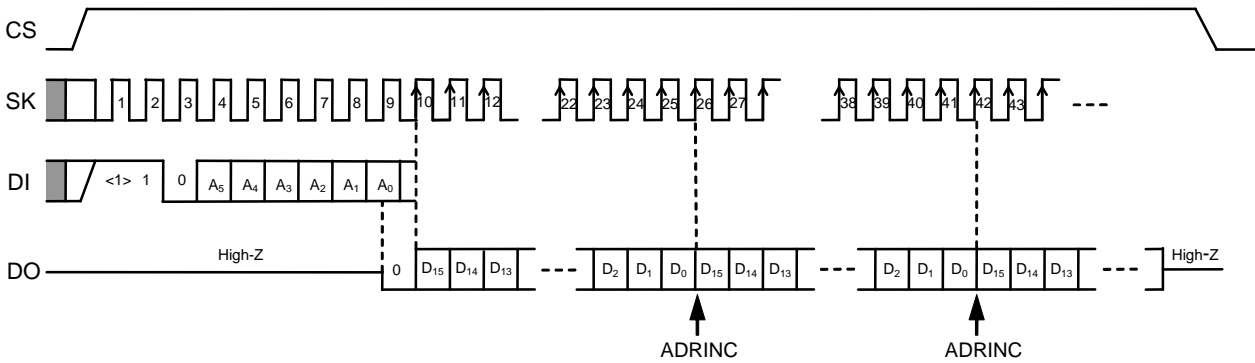 CS
SK 1 2 3 4 5 6 7 8 9 10 11 12 22 23 24 25 26 27 38 39 40 41 42 43
DI <1> 1 0 A5 A4 A3 A2 A1 A0
DO High-Z 0 D15 D14 D13 D2 D1 D0 D15 D14 D13 D2 D1 D0 D15 D14 D13 High-Z
ADRINC ADRINC